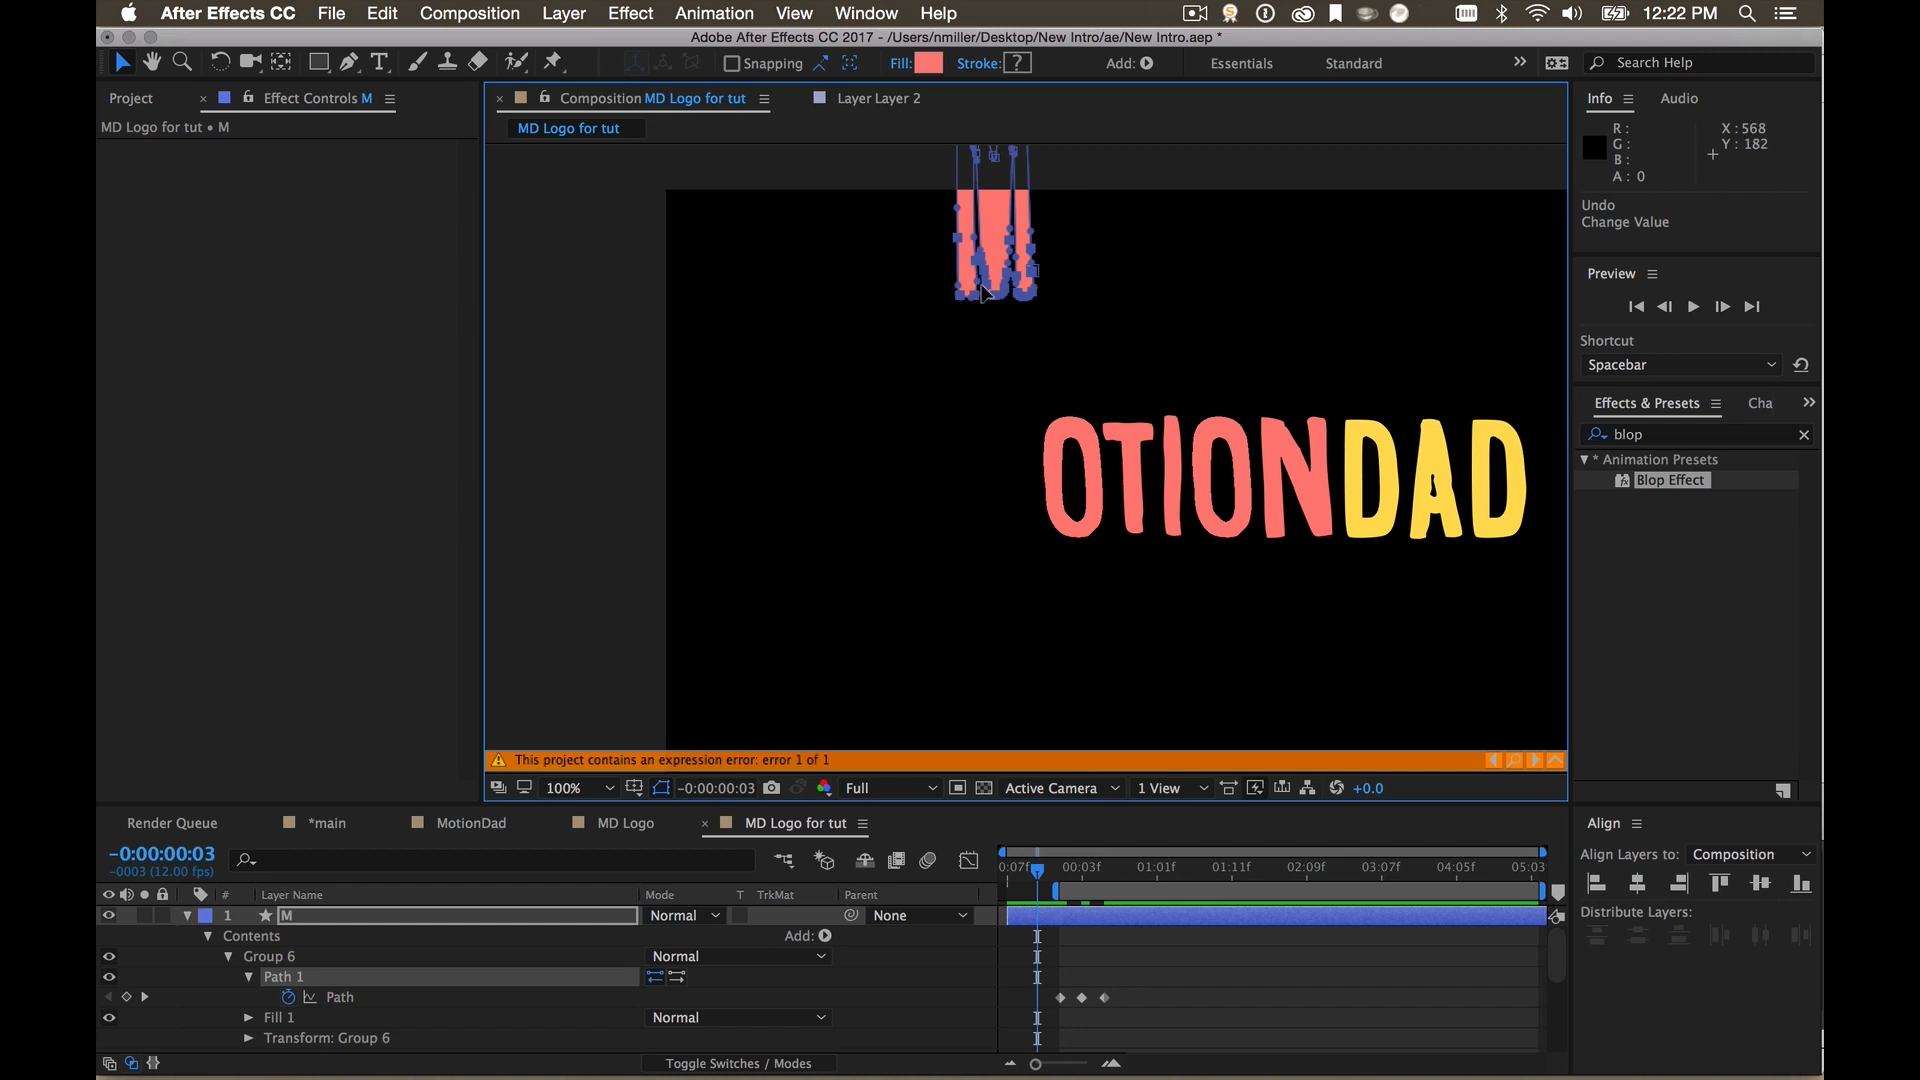 After Effects CC File Edit Composition Layer Effect Animation View Window Help 12:22 PM
Adobe After Effects CC 2017 - /Users/nmiller/Desktop/New Intro/ae/New Intro.aep *
Snapping Fill: Stroke: ? Add: Essentials Standard Search Help
Project Effect Controls M Composition MD Logo for tut Layer Layer 2 Info Audio
MD Logo for tut • M
MD Logo for tut
R: X: 568
G: Y: 182
B:
A: 0
Undo
Change Value
Preview
Shortcut
Spacebar
Effects & Presets Cha
blop
* Animation Presets
Blop Effect
OTIONDAD
This project contains an expression error: error 1 of 1
100% -0:00:00:03 Full Active Camera 1 View +0.0
Render Queue *main MotionDad MD Logo MD Logo for tut
-0:00:00:03
-0003 (12.00 fps)
0:07f 00:03f 01:01f 01:11f 02:09f 03:07f 04:05f 05:03
# Layer Name Mode T TrkMat Parent
1 M Normal None
Contents Add:
Group 6 Normal
Path 1
Path
Fill 1 Normal
Transform: Group 6
Toggle Switches / Modes
Align
Align Layers to: Composition
Distribute Layers: